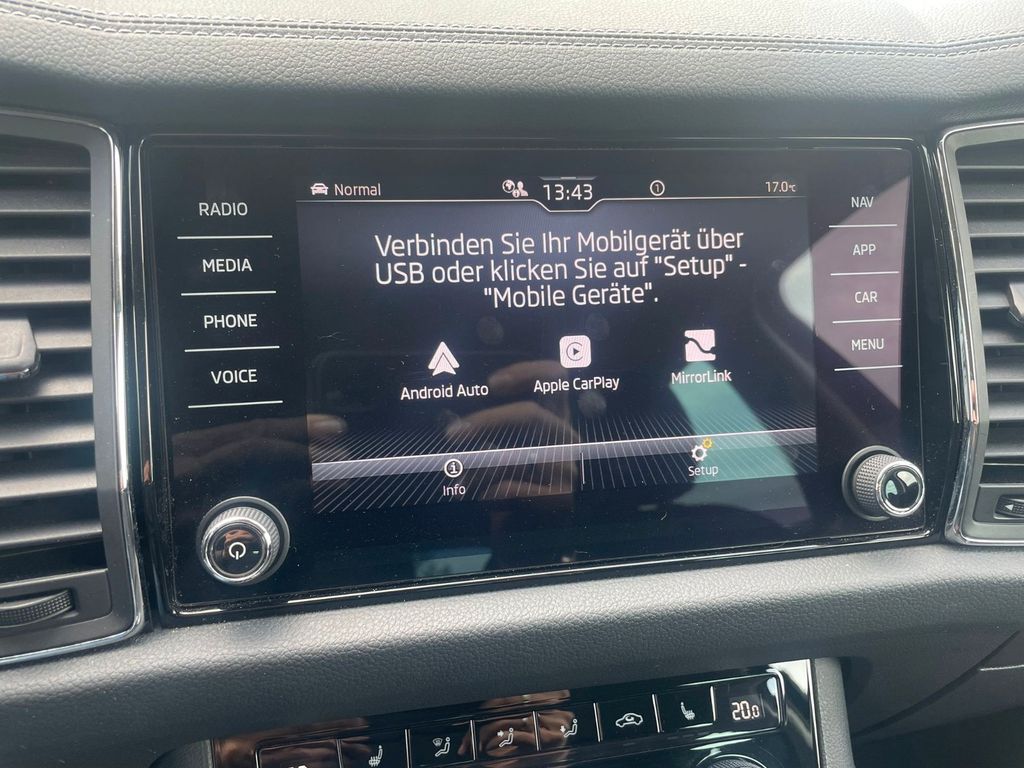 Normal
13:43
1
17.0°C
RADIO
MEDIA
PHONE
VOICE
Verbinden Sie Ihr Mobilgerät über
USB oder klicken Sie auf "Setup" -
"Mobile Geräte".
Android Auto
Apple CarPlay
MirrorLink
Info
Setup
NAV
APP
CAR
MENU
20.0